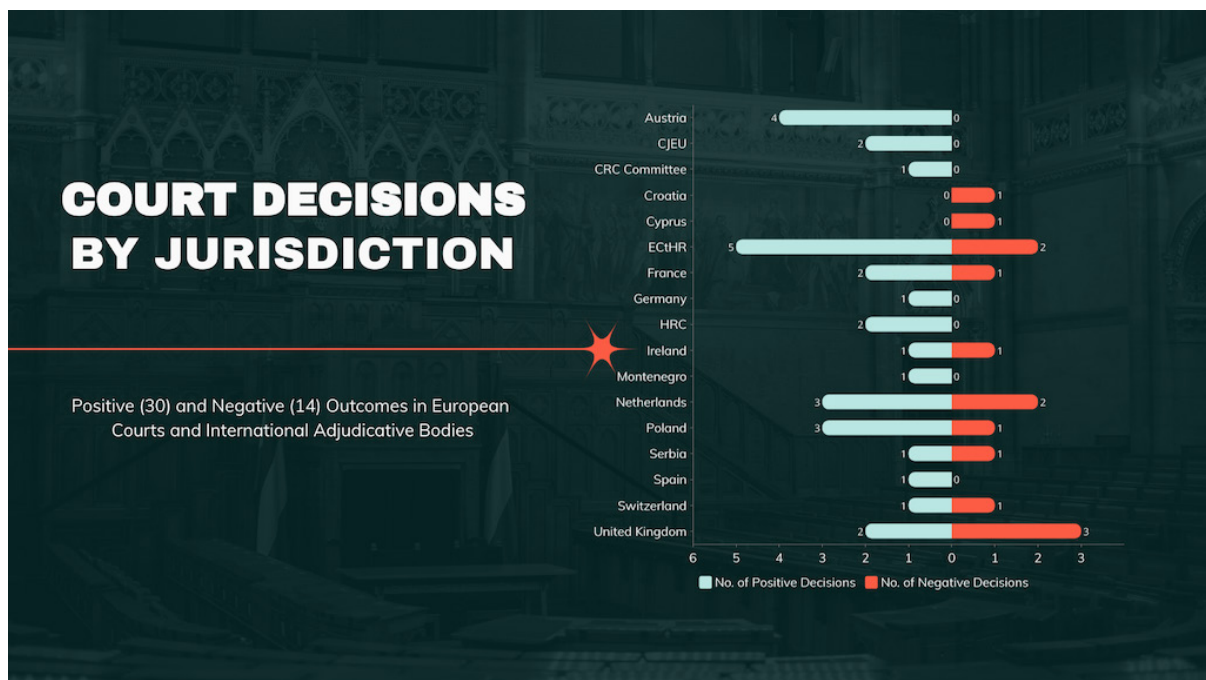 COURT DECISIONS
BY JURISDICTION
Positive (30) and Negative (14) Outcomes in European
Courts and International Adjudicative Bodies
Austria 4 0
CJEU 2 0
CRC Committee 1 0
Croatia 0 1
Cyprus 0 1
ECtHR 5 2
France 2 1
Germany 1 0
HRC 2 0
Ireland 1 1
Montenegro 1 0
Netherlands 3 2
Poland 3 1
Serbia 1 1
Spain 1 0
Switzerland 1 1
United Kingdom 2 3
6 5 4 3 2 1 0 1 2 3
No. of Positive Decisions No. of Negative Decisions